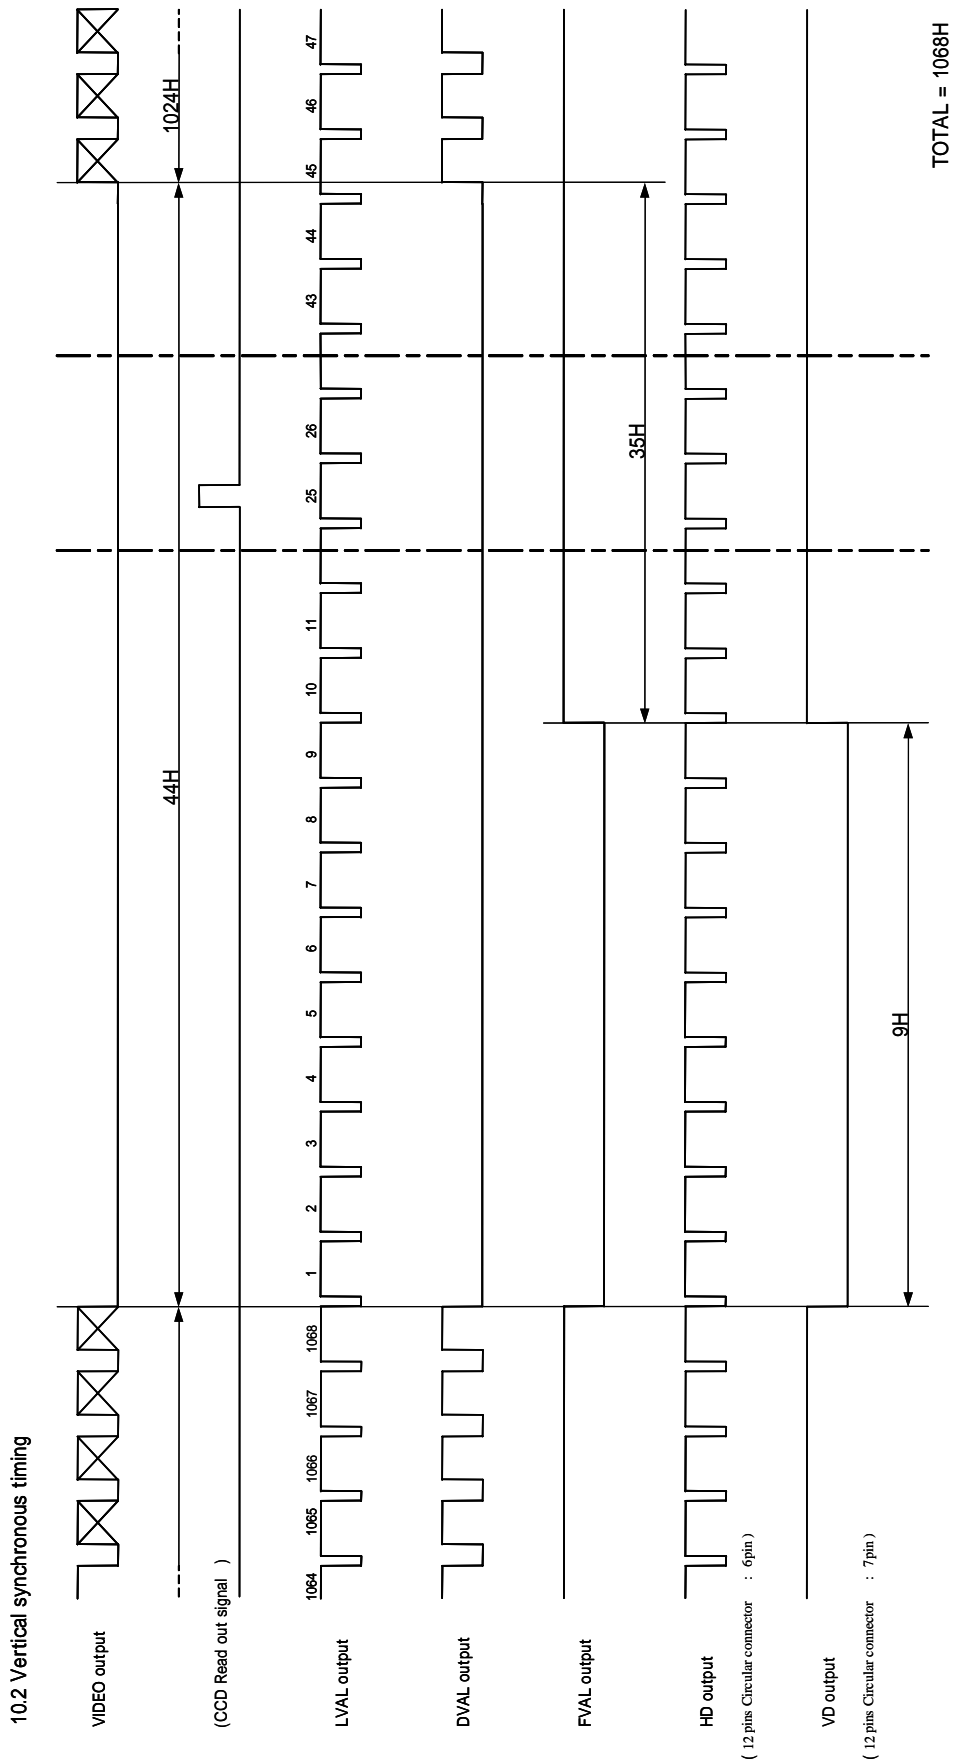 10.2 Vertical synchronous timing
VIDEO output
44H
1024H
(CCD Read out signal )
LVAL output
1064 1065 1066 1067 1068 1 2 3 4 5 6 7 8 9 10 11 25 26 43 44 45 46 47
DVAL output
FVAL output
35H
HD output
( 12 pins Circular connector : 6pin )
VD output
( 12 pins Circular connector : 7pin )
9H
TOTAL = 1068H